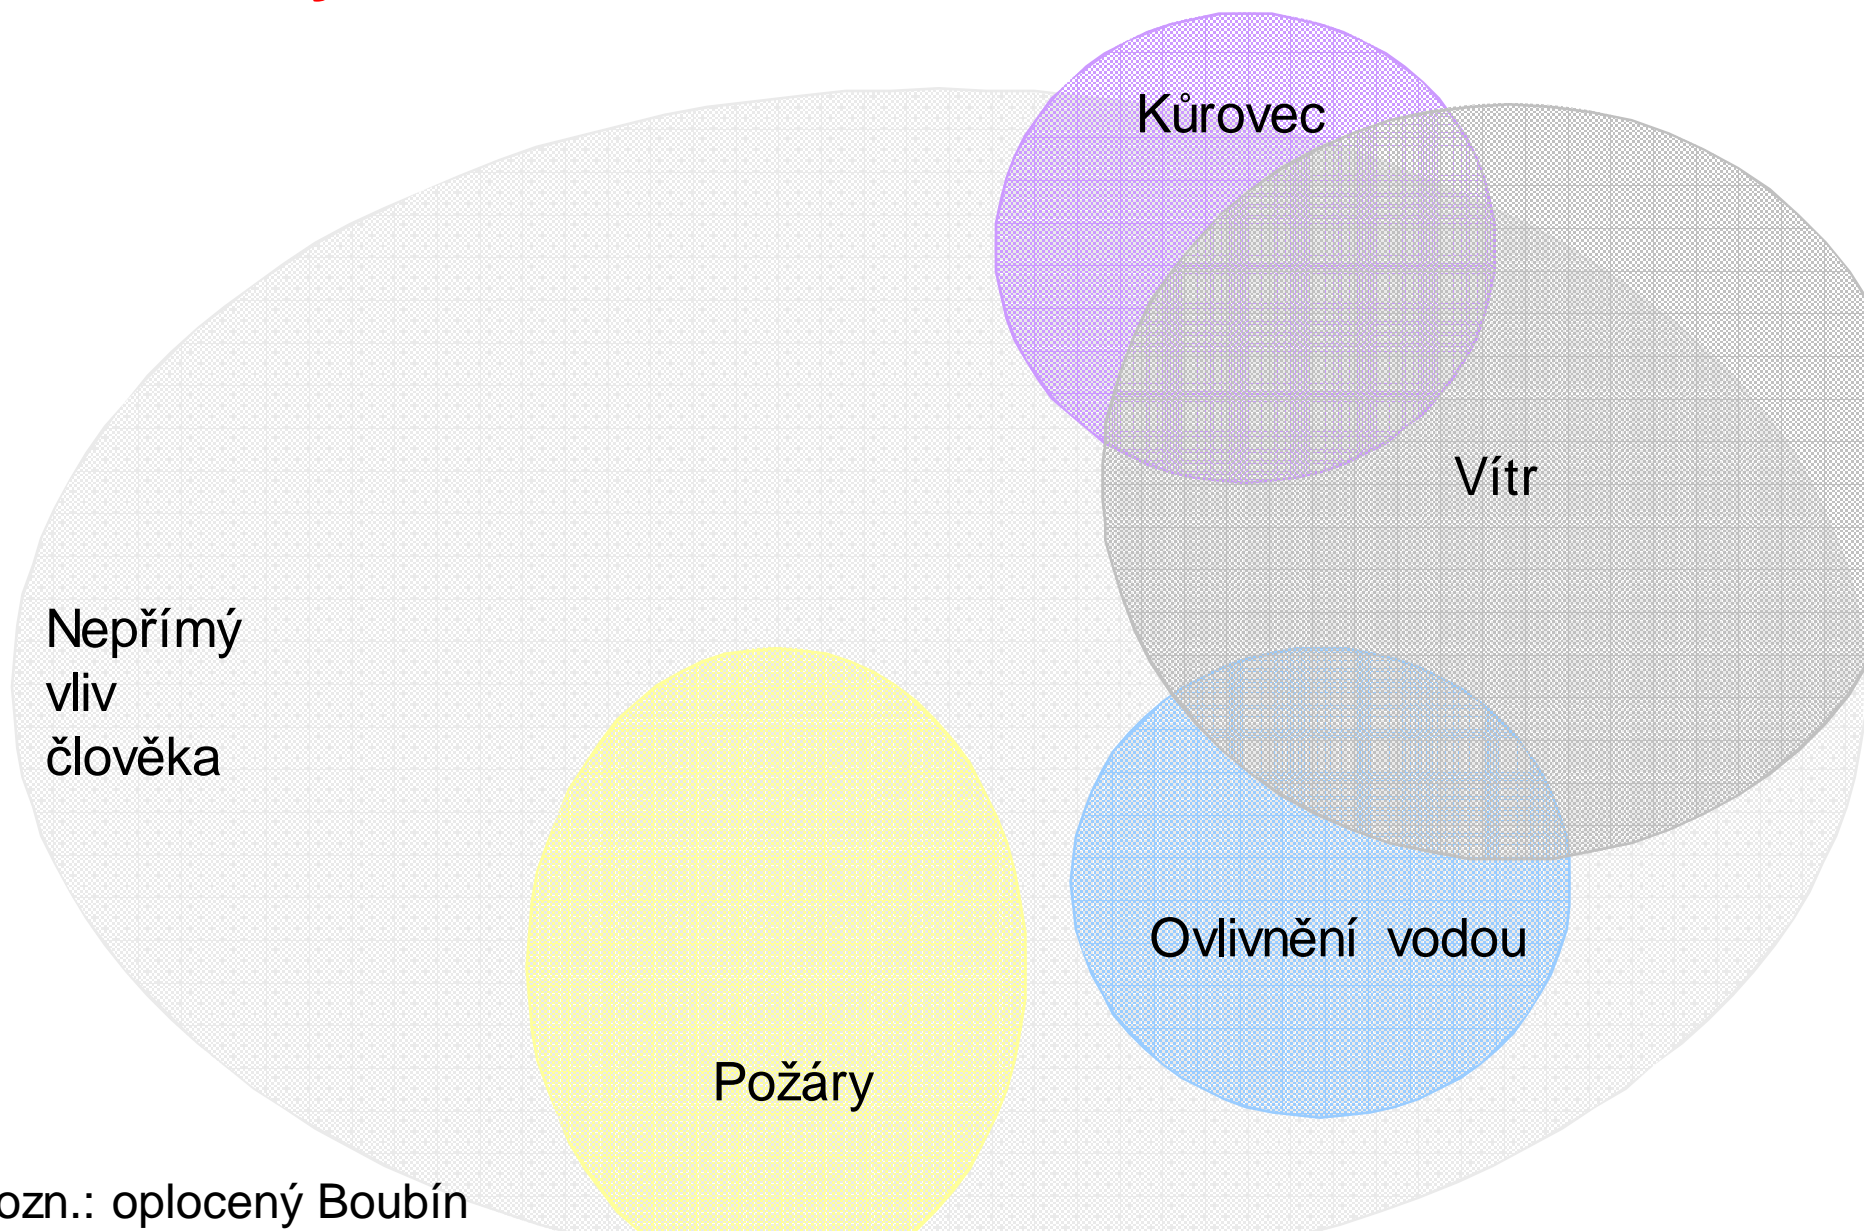 Kůrovec
Vítr
Nepřímý
vliv
člověka
Ovlivnění vodou
Požáry
ozn.: oplocený Boubín